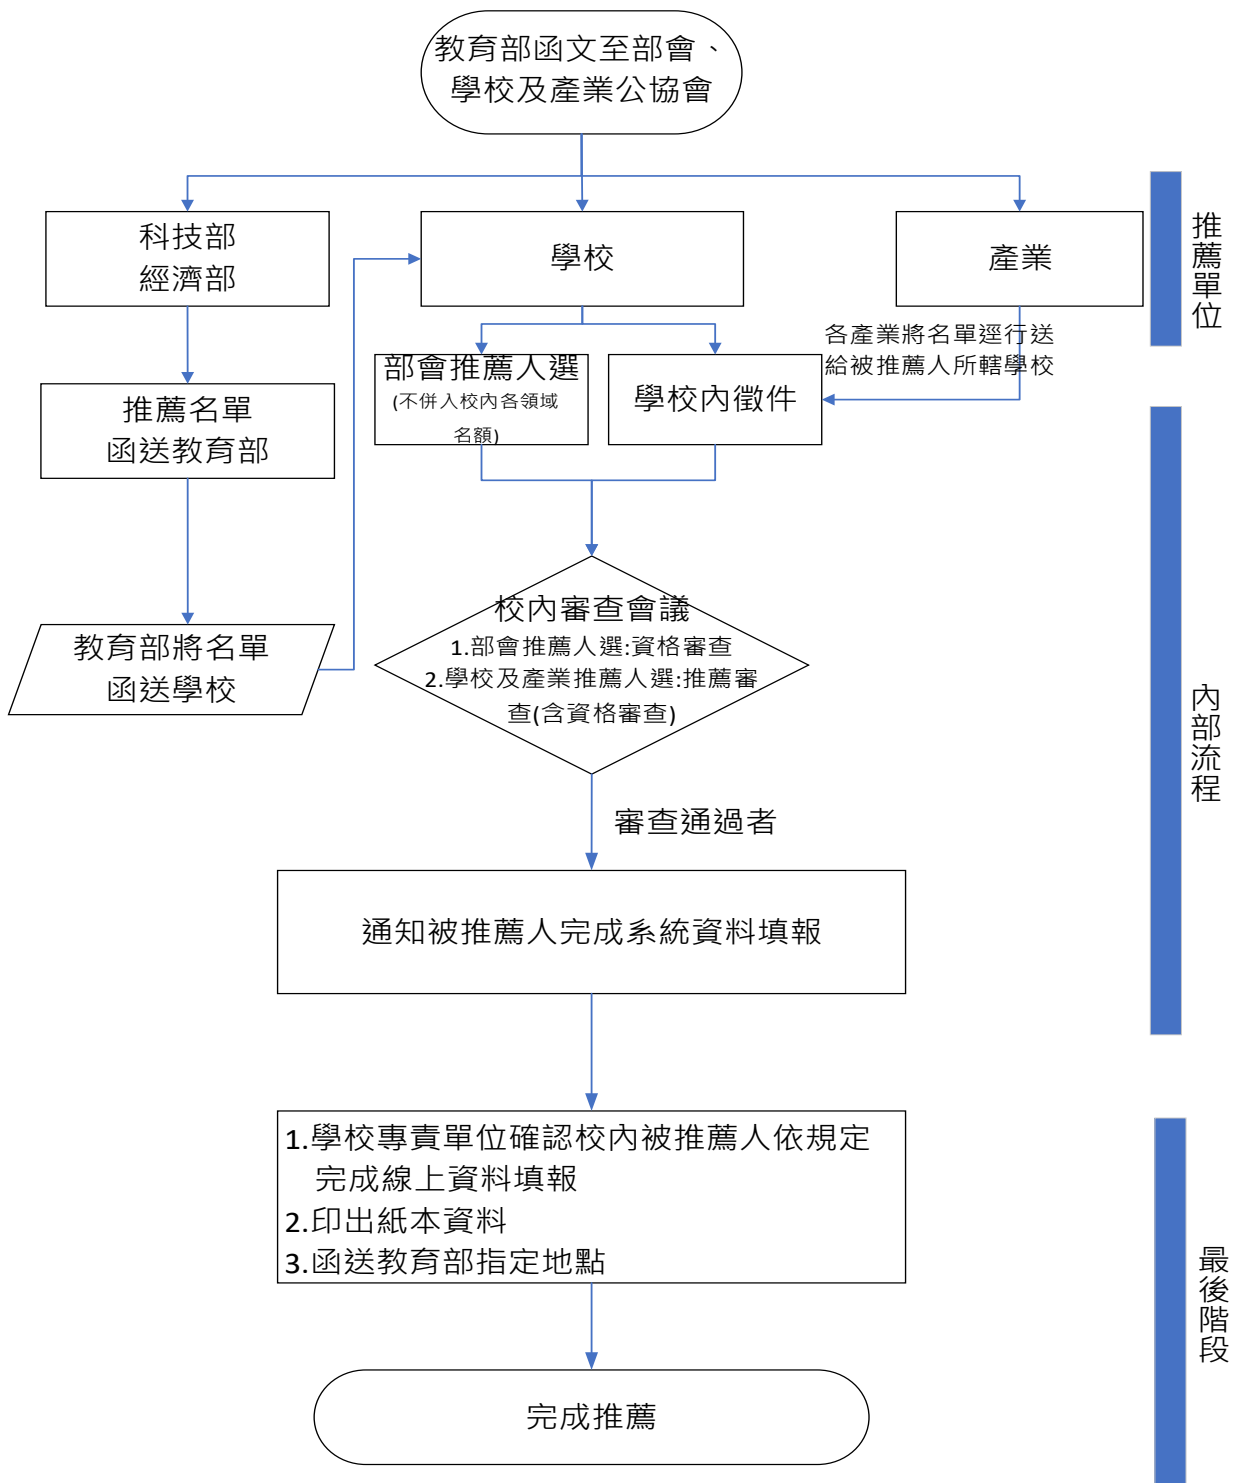 教育部函文至部會、
學校及產業公協會
科技部
經濟部
學校
產業
推薦單位
各產業將名單逕行送
給被推薦人所轄學校
部會推薦人選
(不併入校內各領域
名額)
學校內徵件
推薦名單
函送教育部
校內審查會議
1.部會推薦人選:資格審查
2.學校及產業推薦人選:推薦審
查(含資格審查)
教育部將名單
函送學校
內部流程
審查通過者
通知被推薦人完成系統資料填報
1.學校專責單位確認校內被推薦人依規定
完成線上資料填報
2.印出紙本資料
3.函送教育部指定地點
最後階段
完成推薦